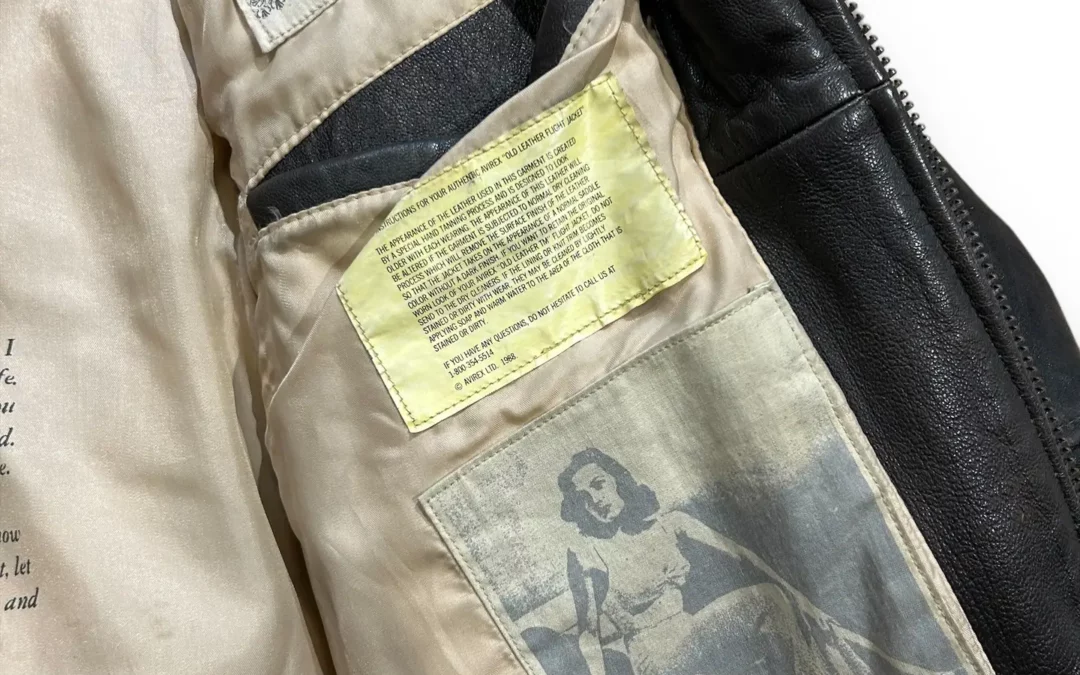 I
fe.
ou
d.
e.
ow
t, let
and
STRUCTIONS FOR YOUR AUTHENTIC AVIREX "OLD LEATHER FLIGHT JACKET"
THE APPEARANCE OF THE LEATHER USED IN THIS GARMENT IS CREATED
BY A SPECIAL HAND TANNING PROCESS AND IS DESIGNED TO LOOK
OLDER WITH EACH WEARING. THE APPEARANCE OF THIS LEATHER WILL
BE ALTERED IF THE GARMENT IS SUBJECTED TO NORMAL DRY CLEANING
PROCESS WHICH WILL REMOVE THE SURFACE FINISH OF THE LEATHER
SO THAT THE JACKET TAKES ON THE APPEARANCE OF A NORMAL SADDLE
COLOR WITHOUT A DARK FINISH. IF YOU WANT TO RETAIN THE ORIGINAL
WORN LOOK OF YOUR AVIREX "OLD LEATHER TM" FLIGHT JACKET, DO NOT
SEND TO THE DRY CLEANERS. IF THE LINING OR KNIT TRIM BECOMES
STAINED OR DIRTY WITH WEAR, THEY MAY BE CLEANED BY LIGHTLY
APPLYING SOAP AND WARM WATER TO THE AREA OF THE CLOTH THAT IS
STAINED OR DIRTY.
IF YOU HAVE ANY QUESTIONS, DO NOT HESITATE TO CALL US AT
1-800-354-5514
© AVIREX LTD. 1988